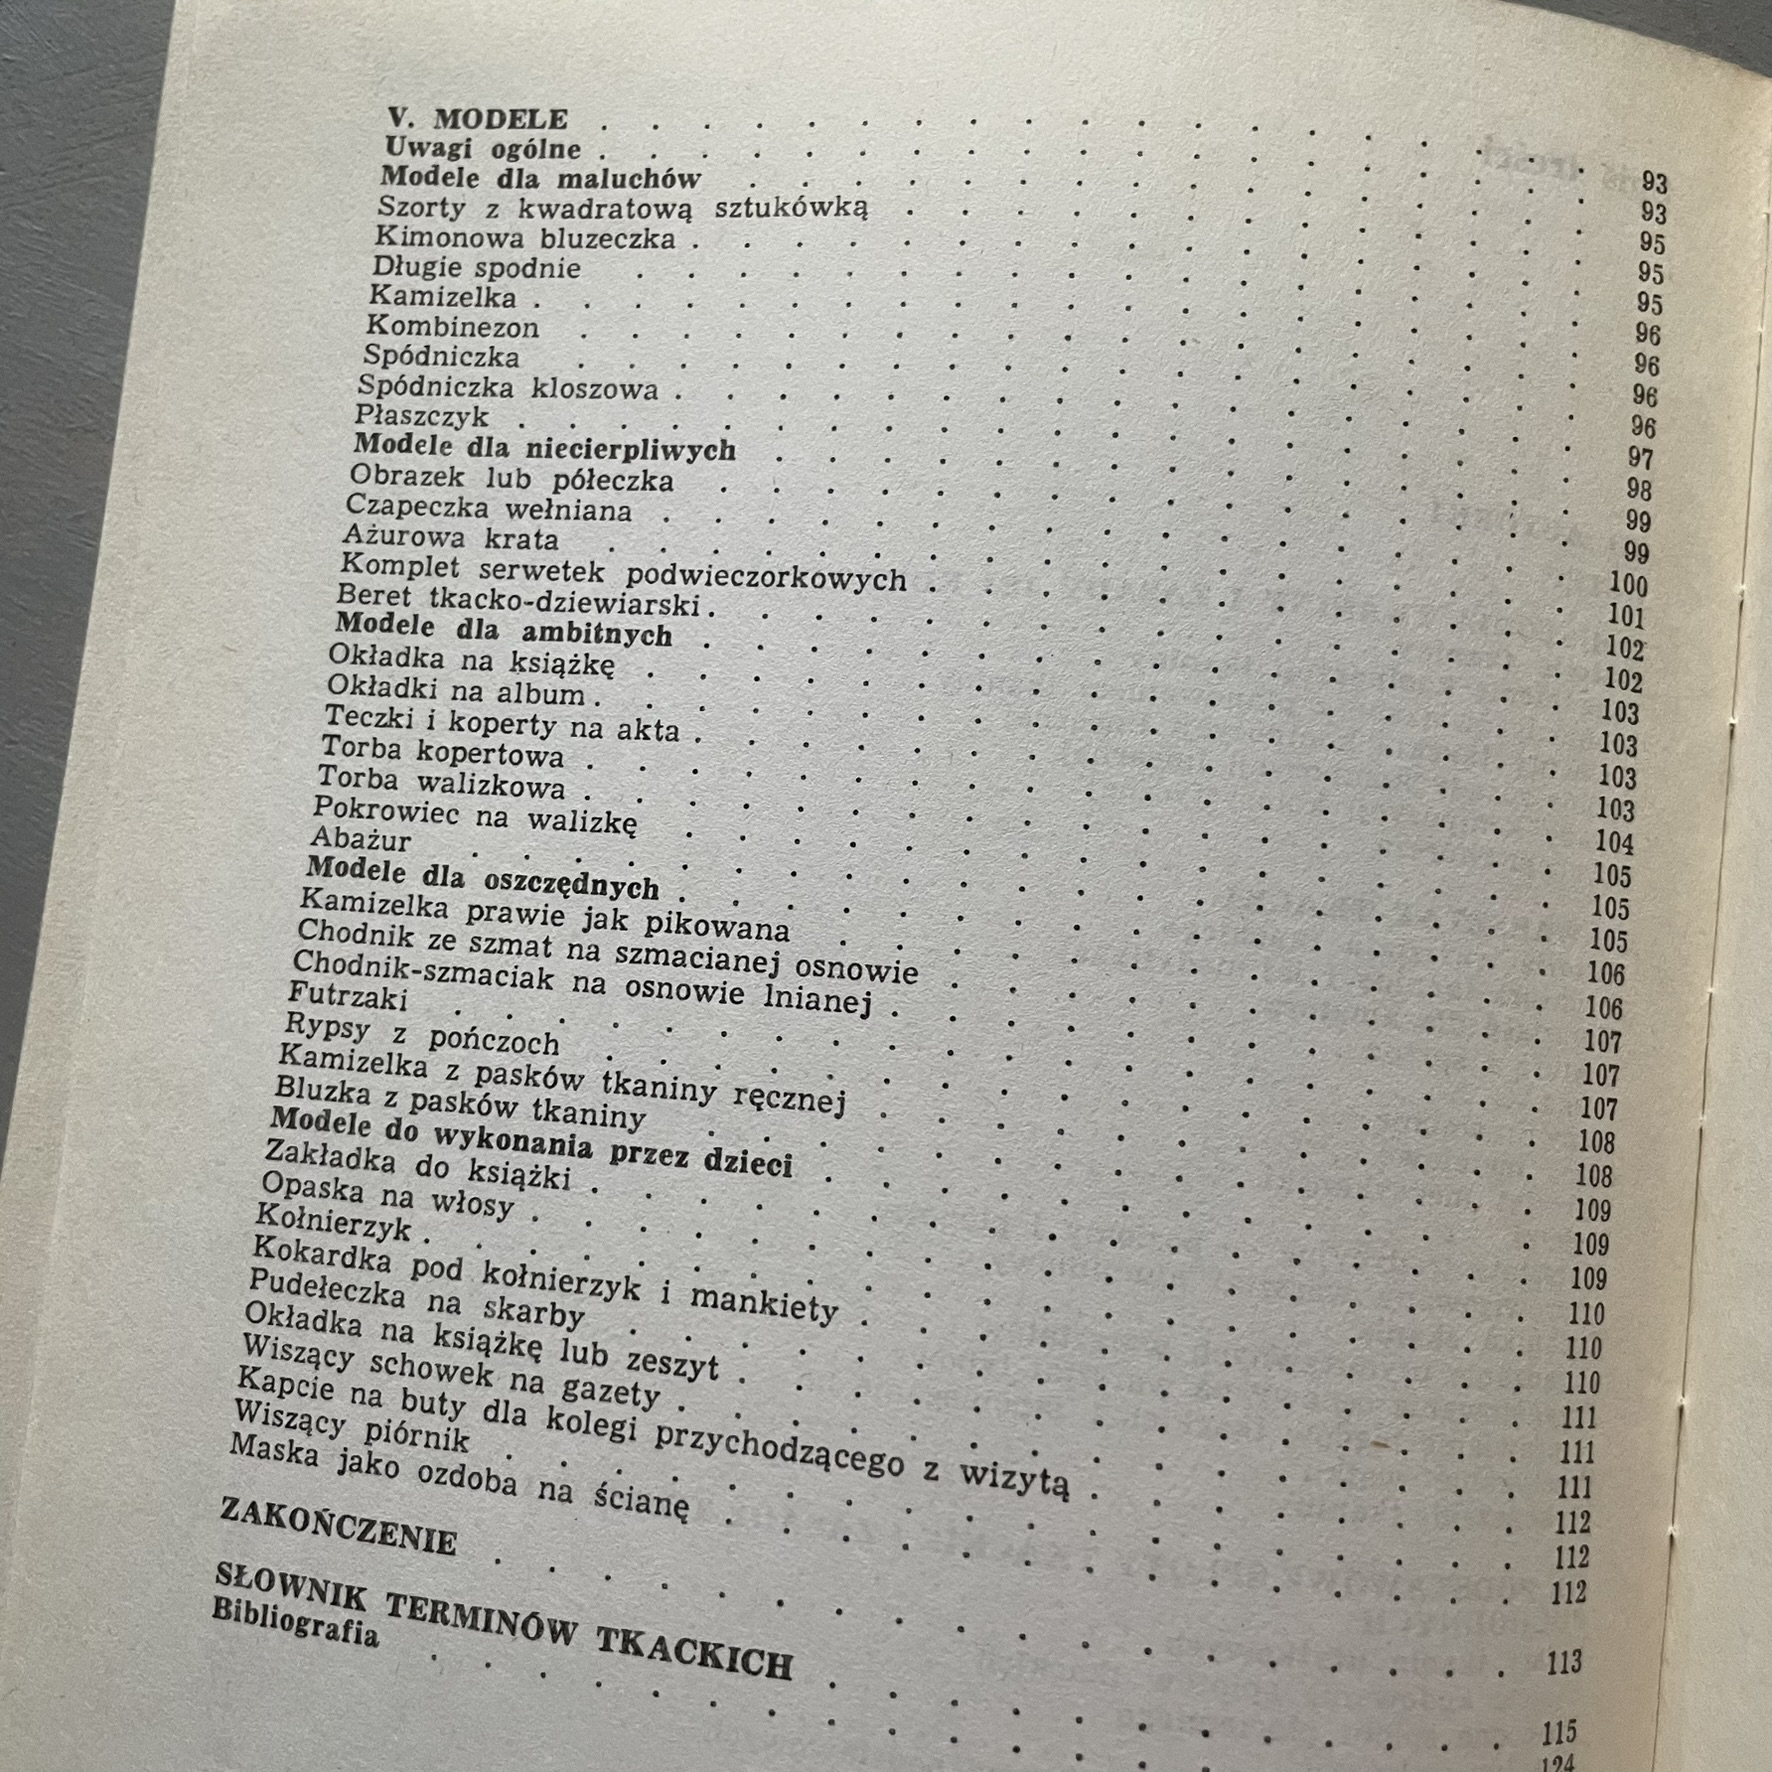 V. MODELE . . . . . 93
Uwagi ogólne . . . . . 93
Modele dla maluchów . . . . . 95
Szorty z kwadratową sztukówką . . . . . 95
Kimonowa bluzeczka . . . . . 95
Długie spodnie . . . . . 96
Kamizelka . . . . . 96
Kombinezon . . . . . 96
Spódniczka . . . . . 96
Spódniczka kloszowa . . . . . 97
Płaszczyk . . . . . 98
Modele dla niecierpliwych . . . . . 99
Obrazek lub półeczka . . . . . 99
Czapeczka wełniana . . . . . 100
Ażurowa krata . . . . . 101
Komplet serwetek podwieczorkowych . . . . . 102
Beret tkacko-dziewiarski . . . . . 102
Modele dla ambitnych . . . . . 103
Okładka na książkę . . . . . 103
Okładki na album . . . . . 103
Teczki i koperty na akta . . . . . 103
Torba kopertowa . . . . . 104
Torba walizkowa . . . . . 105
Pokrowiec na walizkę . . . . . 105
Abażur . . . . . 105
Modele dla oszczędnych . . . . . 106
Kamizelka prawie jak pikowana . . . . . 106
Chodnik ze szmat na szmacianej osnowie . . . . . 107
Chodnik-szmaciak na osnowie lnianej . . . . . 107
Futrzaki . . . . . 107
Rypsy z pończoch . . . . . 108
Kamizelka z pasków tkaniny ręcznej . . . . . 108
Bluzka z pasków tkaniny . . . . . 109
Modele do wykonania przez dzieci . . . . . 109
Zakładka do książki . . . . . 109
Opaska na włosy . . . . . 110
Kołnierzyk . . . . . 110
Kokardka pod kołnierzyk i mankiety . . . . . 110
Pudełeczka na skarby . . . . . 111
Okładka na książkę lub zeszyt . . . . . 111
Wiszący schowek na gazety . . . . . 111
Kapcie na buty dla kolegi przychodzącego z wizytą . . . . . 112
Wiszący piórnik . . . . . 112
Maska jako ozdoba na ścianę . . . . . 112
ZAKOŃCZENIE . . . . . 113
SŁOWNIK TERMINÓW TKACKICH . . . . . 115
Bibliografia . . . . . 124